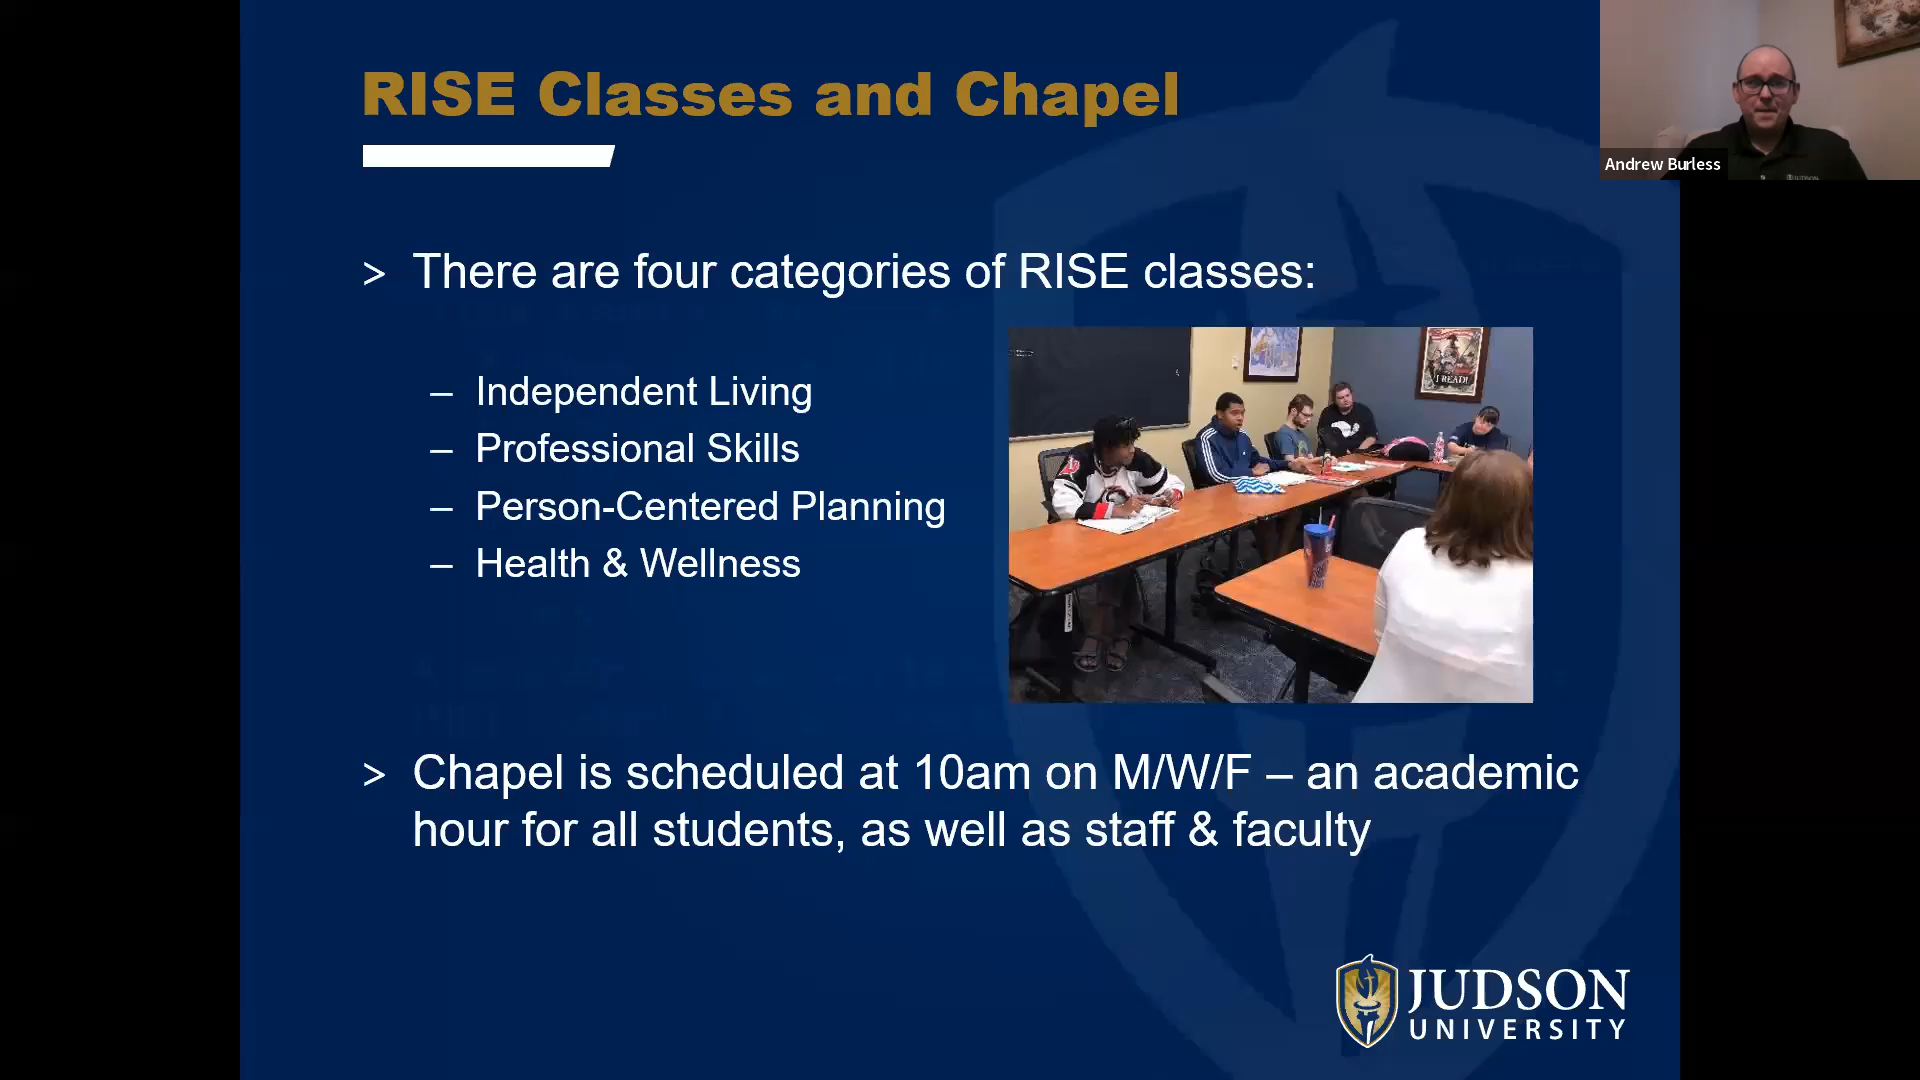 RISE Classes and Chapel
Andrew Burless
> There are four categories of RISE classes:
– Independent Living
– Professional Skills
– Person-Centered Planning
– Health & Wellness
I READ!
> Chapel is scheduled at 10am on M/W/F – an academic
hour for all students, as well as staff & faculty
JUDSON
UNIVERSITY